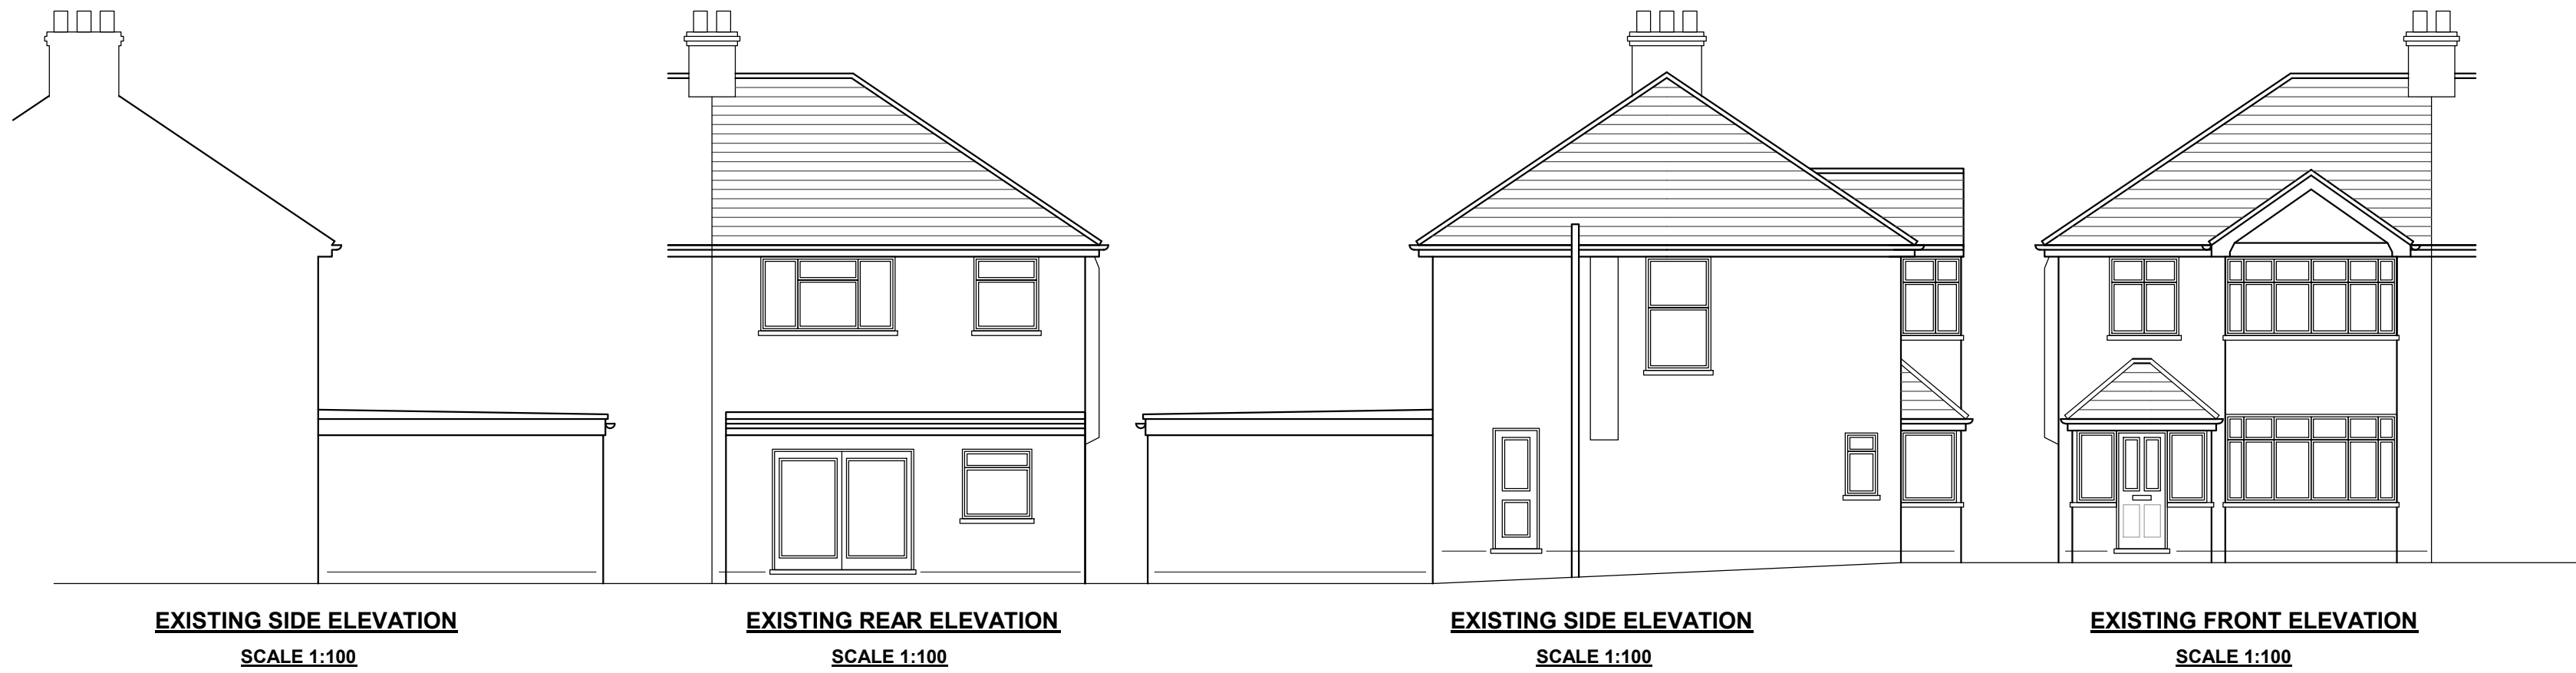 EXISTING SIDE ELEVATION
SCALE 1:100
EXISTING REAR ELEVATION
SCALE 1:100
EXISTING SIDE ELEVATION
SCALE 1:100
EXISTING FRONT ELEVATION
SCALE 1:100